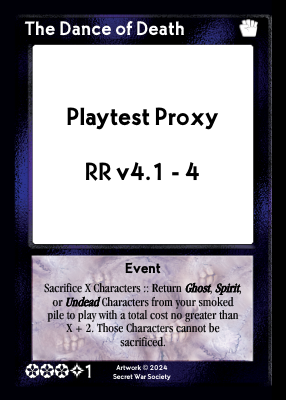 The Dance of Death
Playtest Proxy
RR v4.1 - 4
Event
Sacrifice X Characters :: Return Ghost, Spirit,
or Undead Characters from your smoked
pile to play with a total cost no greater than
X + 2. Those Characters cannot be
sacrificed.
1
Artwork © 2024
Secret War Society